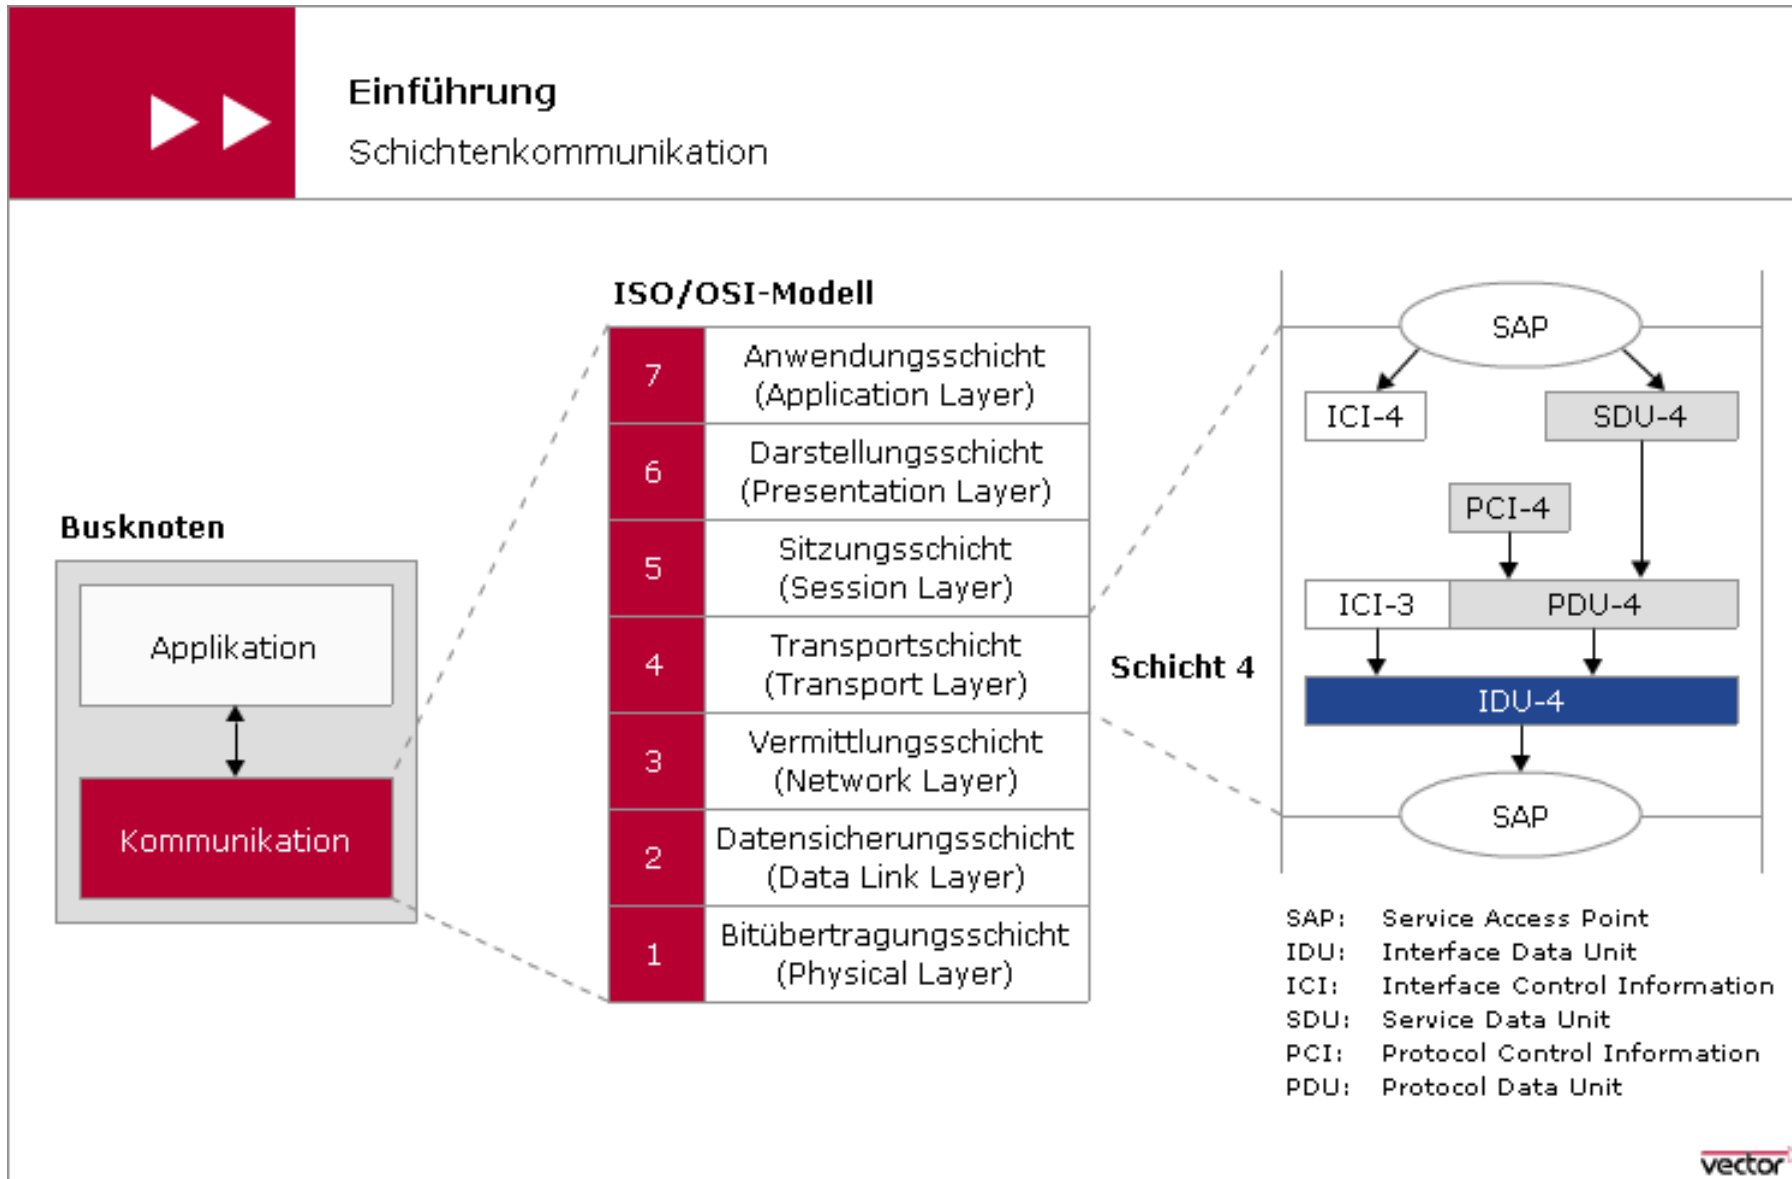 Einführung
Schichtenkommunikation
Busknoten
Applikation
Kommunikation
ISO/OSI-Modell
7
Anwendungsschicht
(Application Layer)
6
Darstellungsschicht
(Presentation Layer)
5
Sitzungsschicht
(Session Layer)
4
Transportschicht
(Transport Layer)
3
Vermittlungsschicht
(Network Layer)
2
Datensicherungsschicht
(Data Link Layer)
1
Bitübertragungsschicht
(Physical Layer)
Schicht 4
SAP
ICI-4
SDU-4
PCI-4
ICI-3
PDU-4
IDU-4
SAP
SAP: Service Access Point
IDU: Interface Data Unit
ICI: Interface Control Information
SDU: Service Data Unit
PCI: Protocol Control Information
PDU: Protocol Data Unit
vector